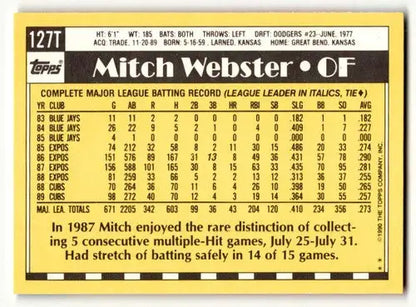 127T
HT: 6'1" WT: 185 BATS: BOTH THROWS: LEFT DRFT: DODGERS #23-JUNE, 1977
ACQ: TRADE, 11-20-89 BORN: 5-16-59, LARNED, KANSAS HOME: GREAT BEND, KANSAS
Topps Mitch Webster • OF
COMPLETE MAJOR LEAGUE BATTING RECORD (LEAGUE LEADER IN ITALICS, TIE♦)
YR CLUB G AB R H 2B 3B HR RBI SB SLG BB SO AVG
83 BLUE JAYS 11 11 2 2 0 0 0 0 0 .182 1 1 .182
84 BLUE JAYS 26 22 9 5 2 1 0 4 0 .409 1 7 .227
85 BLUE JAYS 4 1 0 0 0 0 0 0 0 .000 0 0 .000
85 EXPOS 74 212 32 58 8 2 11 30 15 .486 20 33 .274
86 EXPOS 151 576 89 167 31 13 8 49 36 .431 57 78 .290
87 EXPOS 156 588 101 165 30 8 15 63 33 .435 70 95 .281
88 EXPOS 81 259 33 66 5 2 2 13 12 .313 36 37 .255
88 CUBS 70 264 36 70 11 6 4 26 10 .398 19 50 .265
89 CUBS 98 272 40 70 12 4 3 19 14 .364 30 55 .257
MAJ. LEA. TOTALS 671 2205 342 603 99 36 43 204 120 .410 234 356 .273
In 1987 Mitch enjoyed the rare distinction of collect-
ing 5 consecutive multiple-Hit games, July 25-July 31.
Had stretch of batting safely in 14 of 15 games.
©1990 THE TOPPS COMPANY, INC.